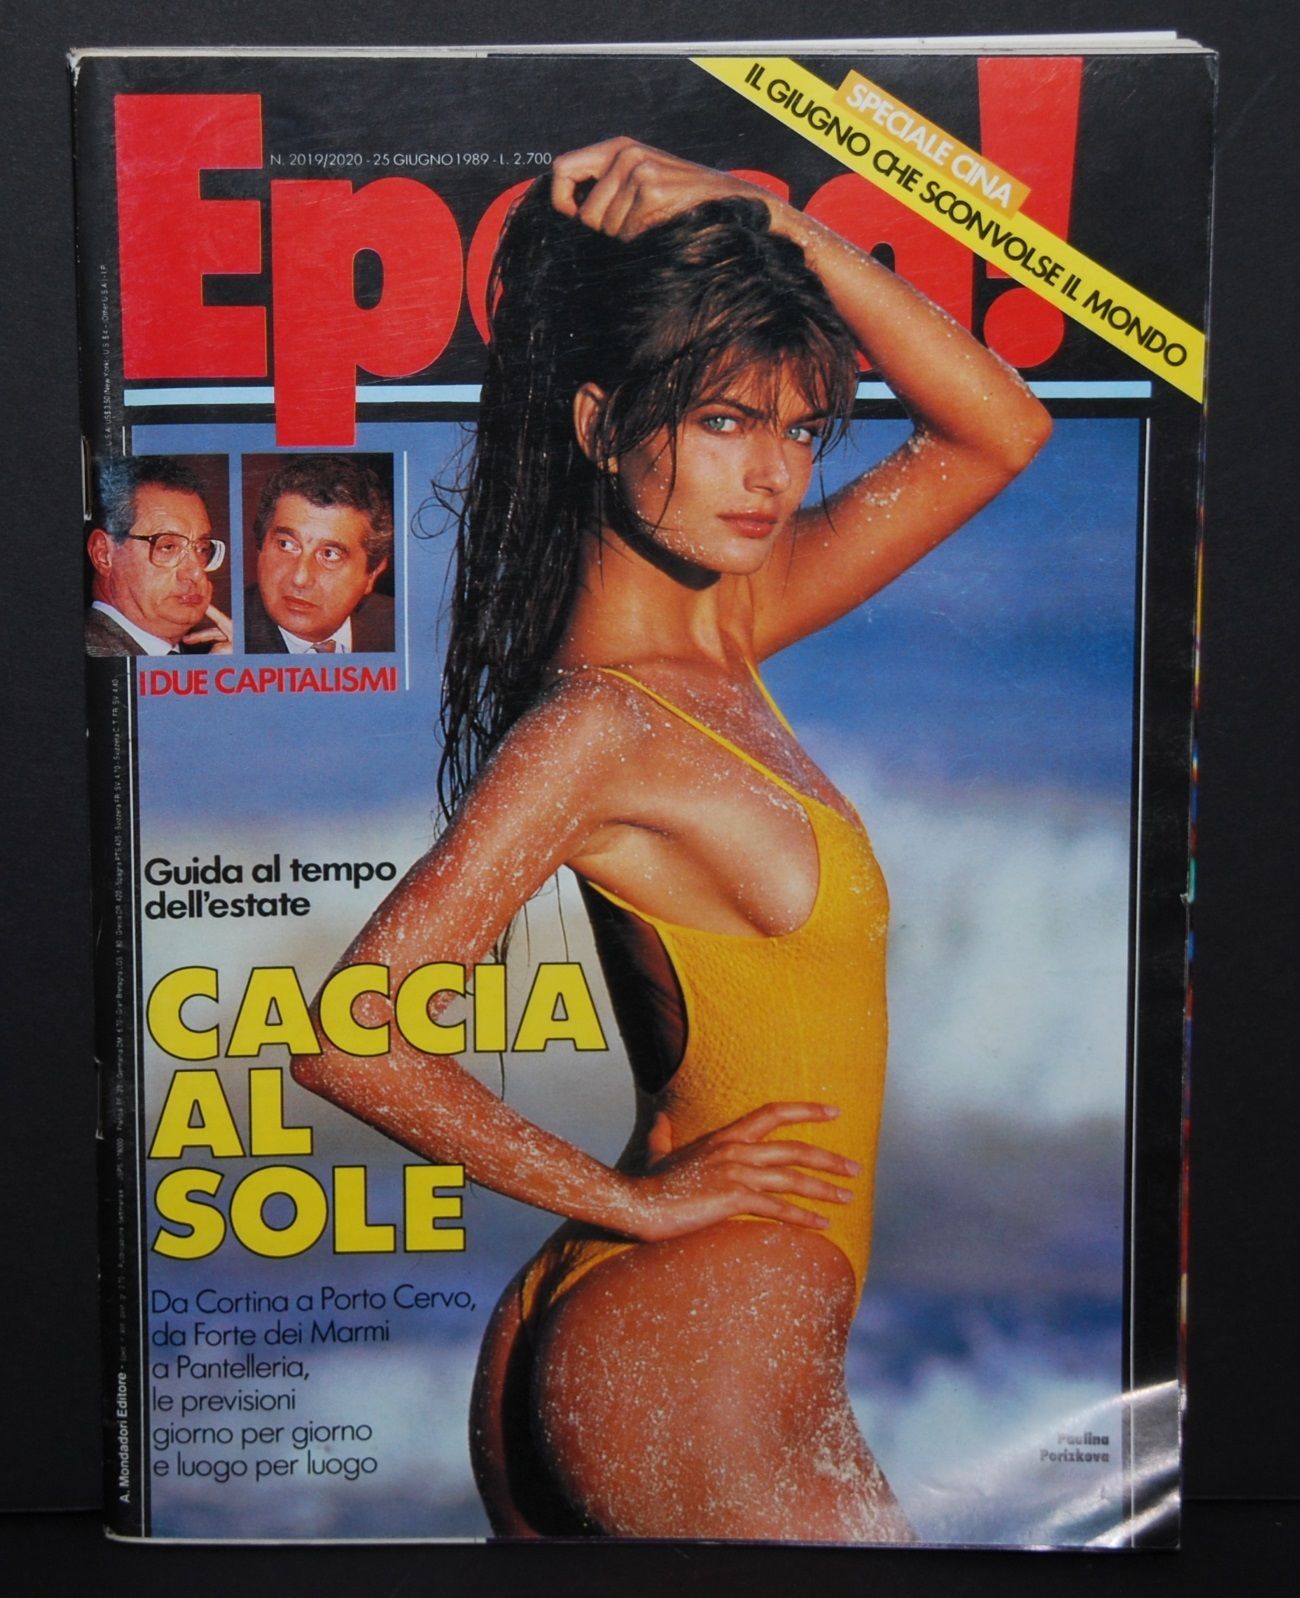 Epoca!
N. 2019/2020 - 25 GIUGNO 1989 - L. 2.700
SPECIALE CINA
IL GIUGNO CHE SCONVOLSE IL MONDO
I DUE CAPITALISMI
Guida al tempo
dell'estate
CACCIA
AL
SOLE
Da Cortina a Porto Cervo,
da Forte dei Marmi
a Pantelleria,
le previsioni
giorno per giorno
e luogo per luogo
Paulina
Porizkova
A. Mondadori Editore